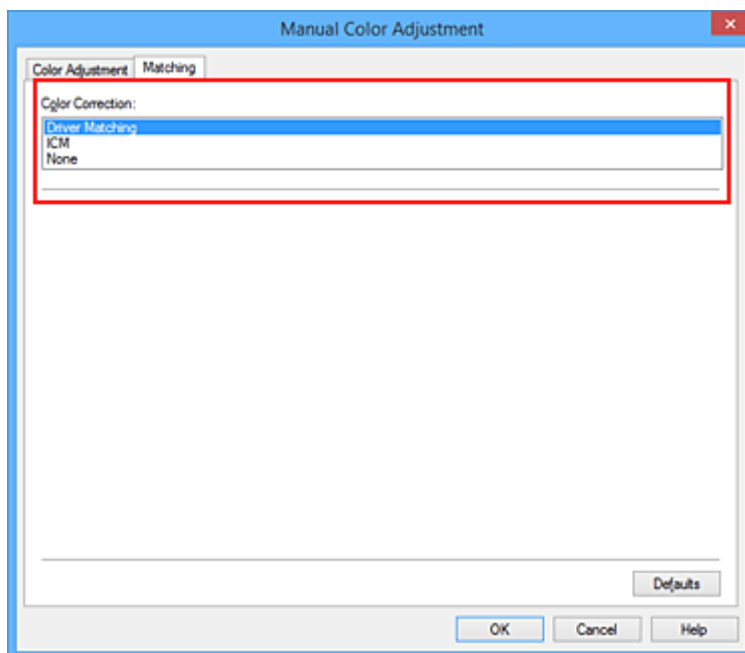 Manual Color Adjustment
Color Adjustment Matching
Color Correction:
Driver Matching
ICM
None
Defaults
OK Cancel Help